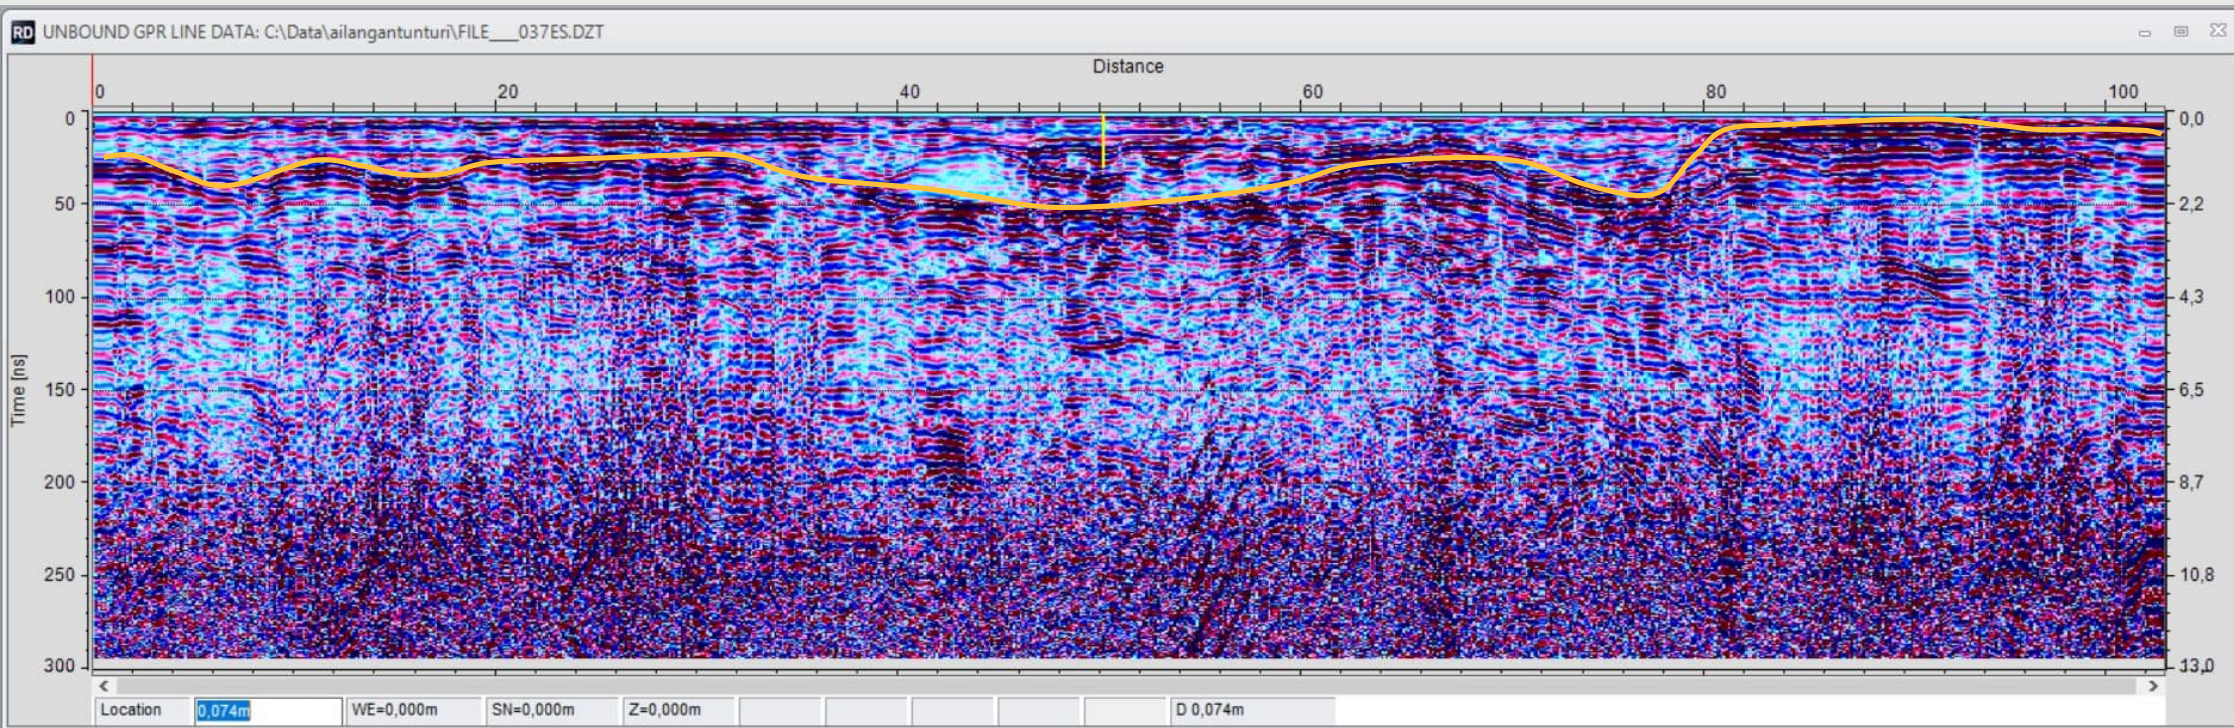 RD UNBOUND GPR LINE DATA: C:\Data\ailangantunturi\FILE___037ES.DZT
Distance
0 20 40 60 80 100
0 0,0
50 2,2
100 4,3
Time [ns]
150 6,5
200 8,7
250 10,8
300 13,0
Location 0,074m WE=0,000m SN=0,000m Z=0,000m D 0,074m